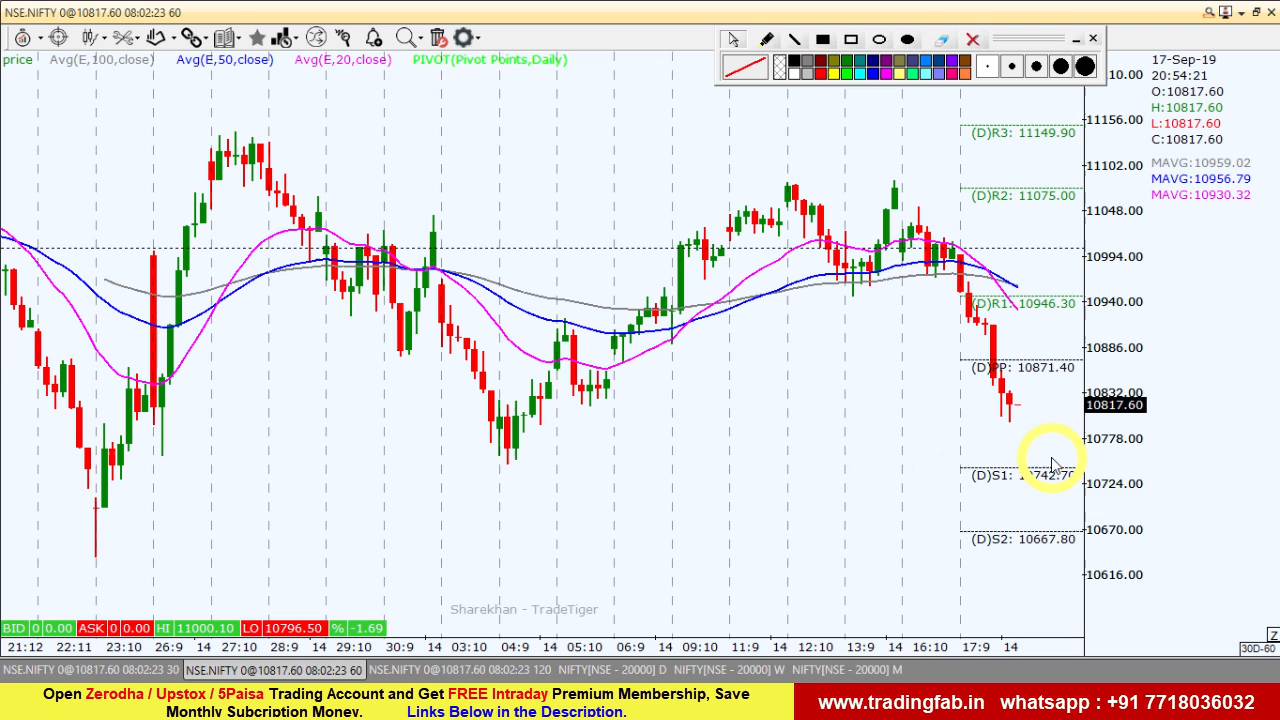 NSE.NIFTY 0@10817.60 08:02:23 60
price Avg(E,100,close) Avg(E,50,close) Avg(E,20,close) PIVOT(Pivot Points,Daily)
17-Sep-19
20:54:21
O:10817.60
H:10817.60
L:10817.60
C:10817.60
MAVG:10959.02
MAVG:10956.79
MAVG:10930.32
11156.00
11102.00
11048.00
10994.00
10940.00
10886.00
10832.00
10817.60
10778.00
10724.00
10670.00
10616.00
(D)R3: 11149.90
(D)R2: 11075.00
(D)R1: 10946.30
(D)PP: 10871.40
(D)S1: 10742.70
(D)S2: 10667.80
Sharekhan - TradeTiger
BID 0 0.00 ASK 0 0.00 HI 11000.10 LO 10796.50 % -1.69
21:12 22:11 23:10 26:9 14 27:10 28:9 14 29:10 30:9 14 03:10 04:9 14 05:10 06:9 14 09:10 11:9 14 12:10 13:9 14 16:10 17:9 14
Z
30D-60
NSE.NIFTY 0@10817.60 08:02:23 30 NSE.NIFTY 0@10817.60 08:02:23 60 NSE.NIFTY 0@10817.60 08:02:23 120 NIFTY[NSE - 20000] D NIFTY[NSE - 20000] W NIFTY[NSE - 20000] M
Open Zerodha / Upstox / 5Paisa Trading Account and Get FREE Intraday Premium Membership, Save
Monthly Subcription Money. Links Below in the Description.
www.tradingfab.in whatsapp : +91 7718036032